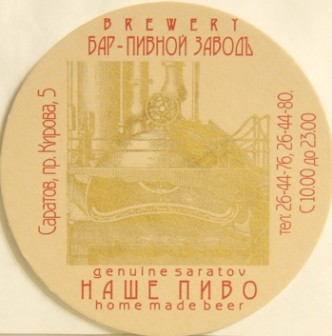 BREWERY
БАР-ПИВНОЙ ЗАВОДЪ
Саратов, пр. Кирова, 5
тел: 26-44-76, 26-44-80.
С 10.00 до 23.00
genuine saratov
НАШЕ ПИВО
home made beer